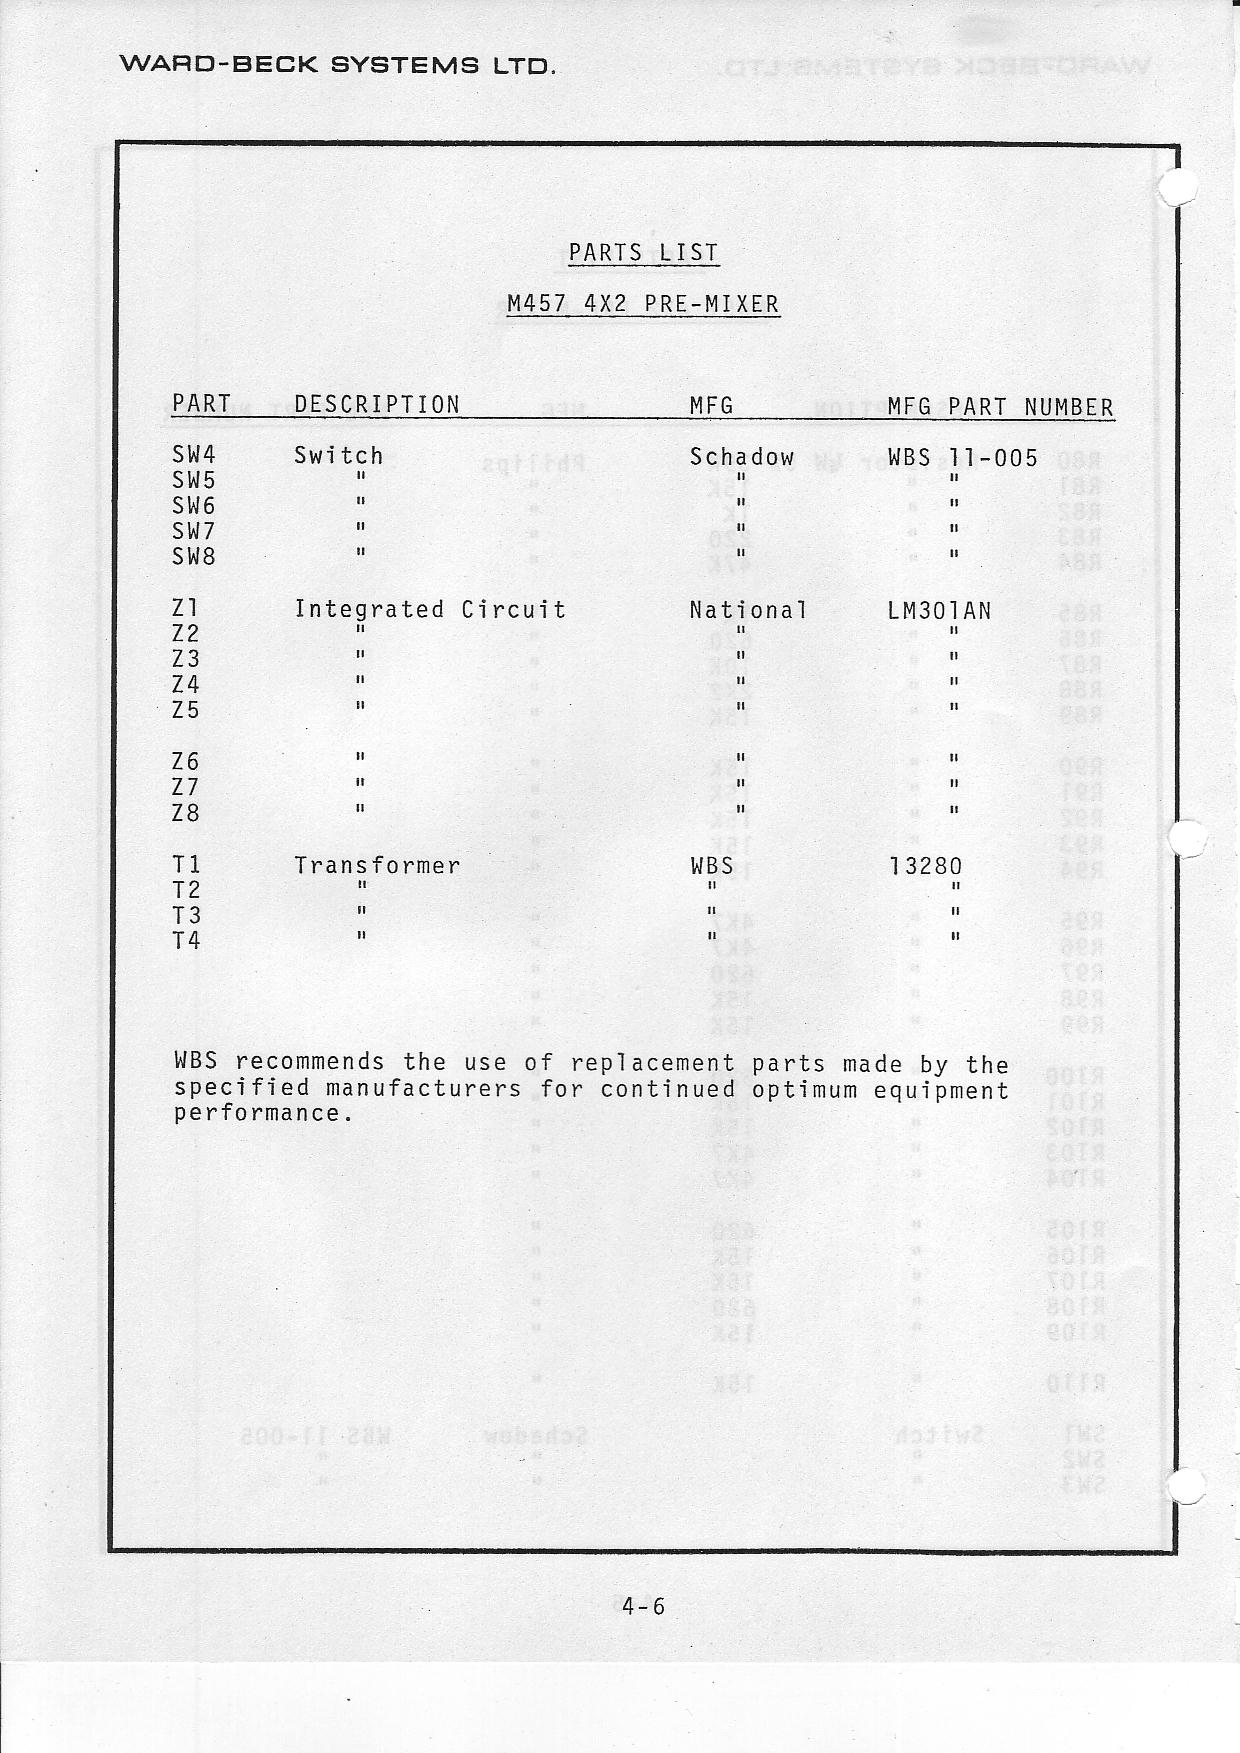 WARD-BECK SYSTEMS LTD.
PARTS LIST
M457 4X2 PRE-MIXER
PART DESCRIPTION MFG MFG PART NUMBER
SW4 Switch Schadow WBS 11-005
SW5 " " "
SW6 " " "
SW7 " " "
SW8 " " "
Z1 Integrated Circuit National LM301AN
Z2 " " "
Z3 " " "
Z4 " " "
Z5 " " "
Z6 " " "
Z7 " " "
Z8 " " "
T1 Transformer WBS 13280
T2 " " "
T3 " " "
T4 " " "
WBS recommends the use of replacement parts made by the
specified manufacturers for continued optimum equipment
performance.
4-6